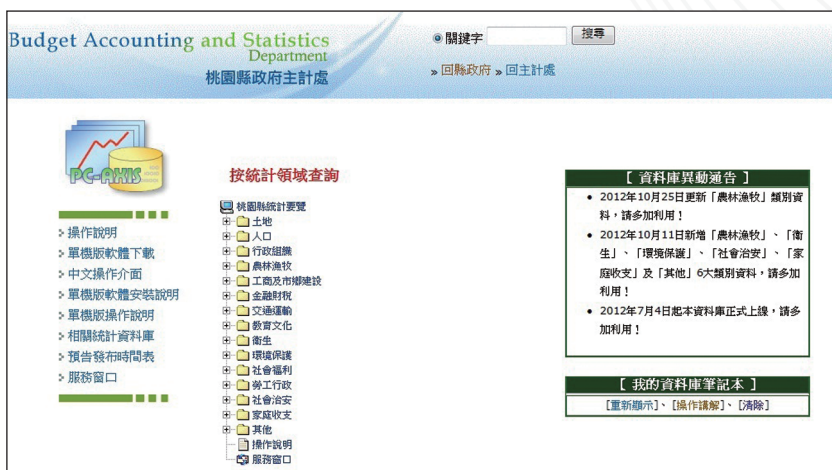 Budget Accounting and Statistics
Department
桃園縣政府主計處
關鍵字 搜尋
» 回縣政府 » 回主計處
PC-AXIS
操作說明
單機版軟體下載
中文操作介面
單機版軟體安裝說明
單機版操作說明
相關統計資料庫
預告發布時間表
服務窗口
按統計領域查詢
桃園縣統計要覽
土地
人口
行政組織
農林漁牧
工商及市鄉建設
金融財稅
交通運輸
教育文化
衛生
環境保護
社會福利
勞工行政
社會治安
家庭收支
其他
操作說明
服務窗口
【 資料庫異動通告 】
• 2012年10月25日更新「農林漁牧」類別資
料，請多加利用！
• 2012年10月11日新增「農林漁牧」、「衛
生」、「環境保護」、「社會治安」、「家
庭收支」及「其他」6大類別資料，請多加
利用！
• 2012年7月4日起本資料庫正式上線，請多
加利用！
【 我的資料庫筆記本 】
[重新顯示]、[操作講解]、[清除]